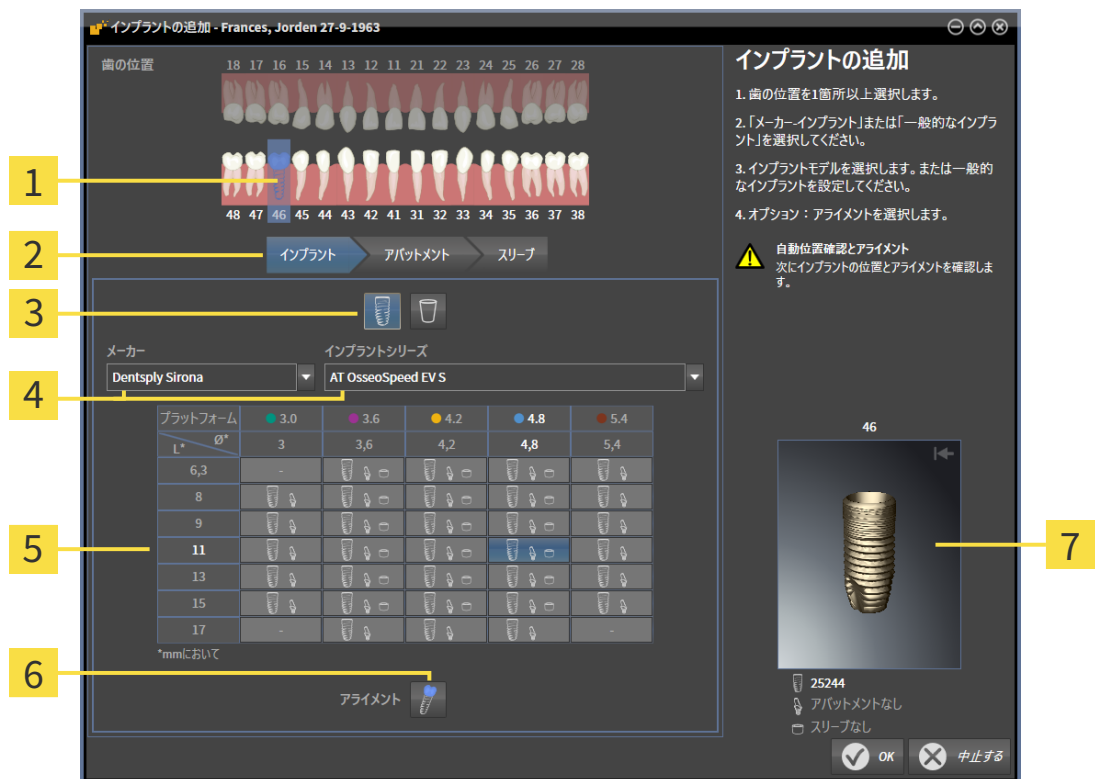 インプラントの追加 - Frances, Jorden 27-9-1963
歯の位置
18 17 16 15 14 13 12 11 21 22 23 24 25 26 27 28
1
48 47 46 45 44 43 42 41 31 32 33 34 35 36 37 38
2
インプラント アバットメント スリーブ
3
メーカー インプラントシリーズ
4
Dentsply Sirona AT OsseoSpeed EV S
プラットフォーム 3.0 3.6 4.2 4.8 5.4
L* Ø* 3 3,6 4,2 4,8 5,4
6,3 -
8
9
5
11
13
15
17 - -
*mmにおいて
6
アライメント
インプラントの追加
1. 歯の位置を1箇所以上選択します。
2.「メーカー-インプラント」または「一般的なインプラ
ント」を選択してください。
3. インプラントモデルを選択します。または一般的
なインプラントを設定してください。
4. オプション：アライメントを選択します。
自動位置確認とアライメント
次にインプラントの位置とアライメントを確認しま
す。
46
7
25244
アバットメントなし
スリーブなし
OK 中止する